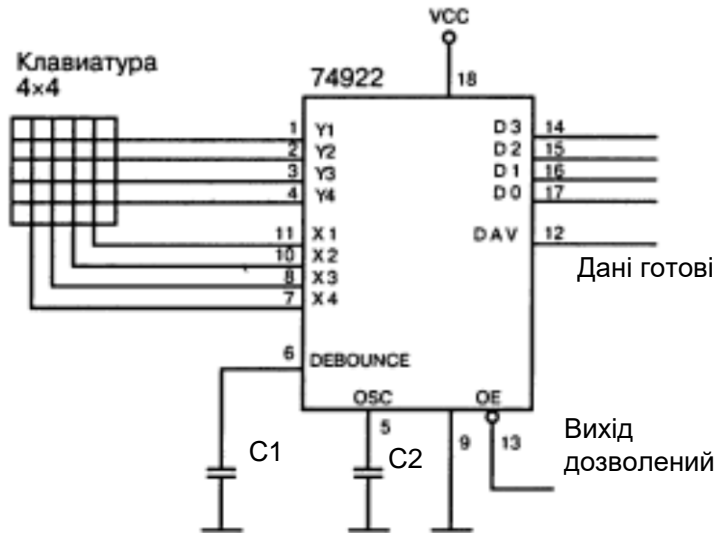 VCC
Клавиатура
4×4
74922
18
1 Y1
2 Y2
3 Y3
4 Y4
11 X1
10 X2
8 X3
7 X4
6 DEBOUNCE
D3 14
D2 15
D1 16
D0 17
DAV 12
Дані готові
OSC
OE
5
9
13
C1
C2
Вихід
дозволений